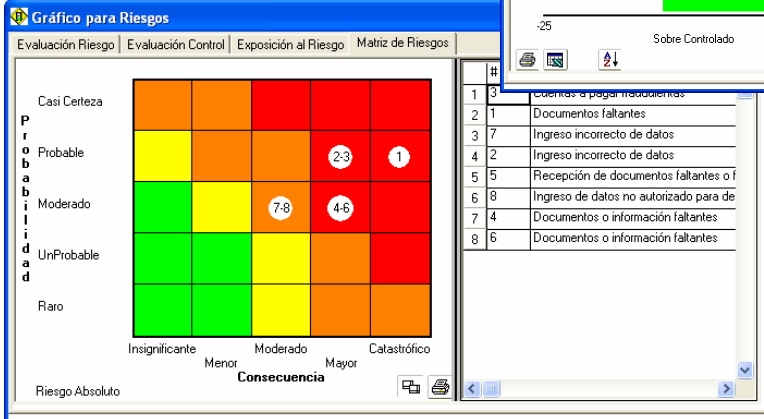 Gráfico para Riesgos
Evaluación Riesgo Evaluación Control Exposición al Riesgo Matriz de Riesgos
-25
Sobre Controlado
Probabilidad
Casi Certeza
Probable
Moderado
UnProbable
Raro
2-3 1
7-8 4-6
Insignificante Menor Moderado Mayor Catastrófico
Consecuencia
Riesgo Absoluto
#
1 3 Cuentas a pagar fraudulentas
2 1 Documentos faltantes
3 7 Ingreso incorrecto de datos
4 2 Ingreso incorrecto de datos
5 5 Recepción de documentos faltantes o f
6 8 Ingreso de datos no autorizado para de
7 4 Documentos o información faltantes
8 6 Documentos o información faltantes